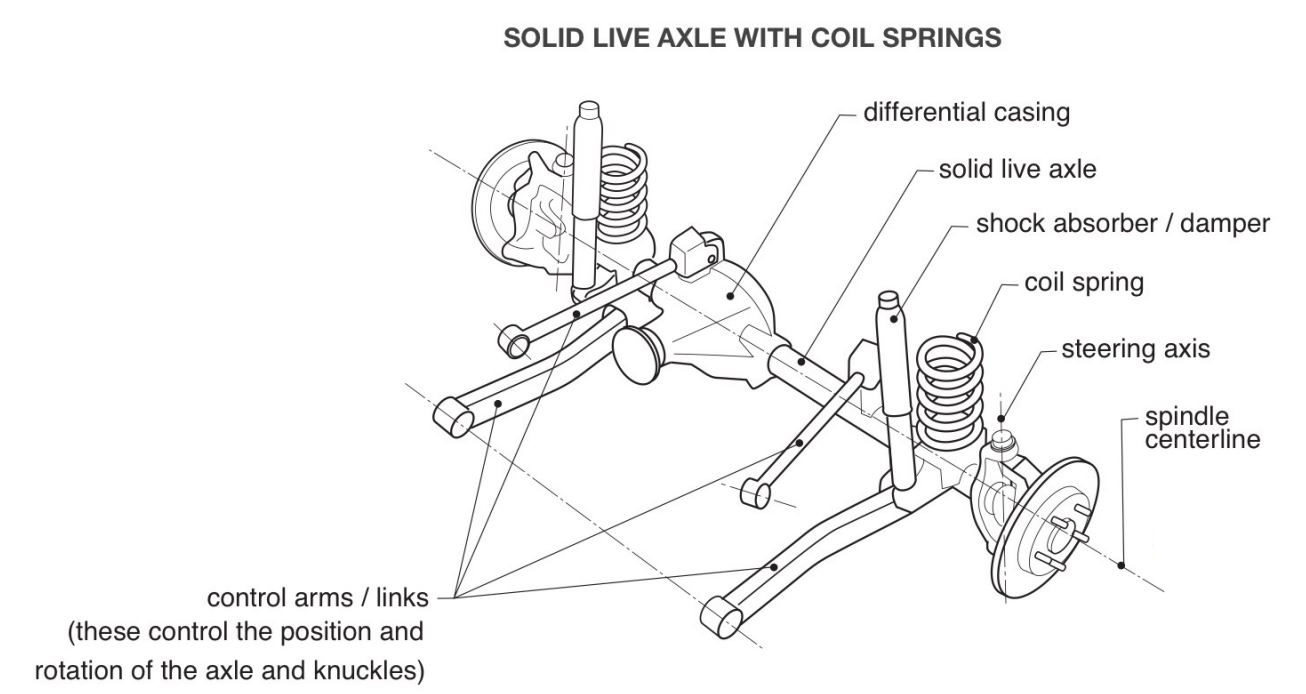 SOLID LIVE AXLE WITH COIL SPRINGS
differential casing
solid live axle
shock absorber / damper
coil spring
steering axis
spindle
centerline
control arms / links
(these control the position and
rotation of the axle and knuckles)